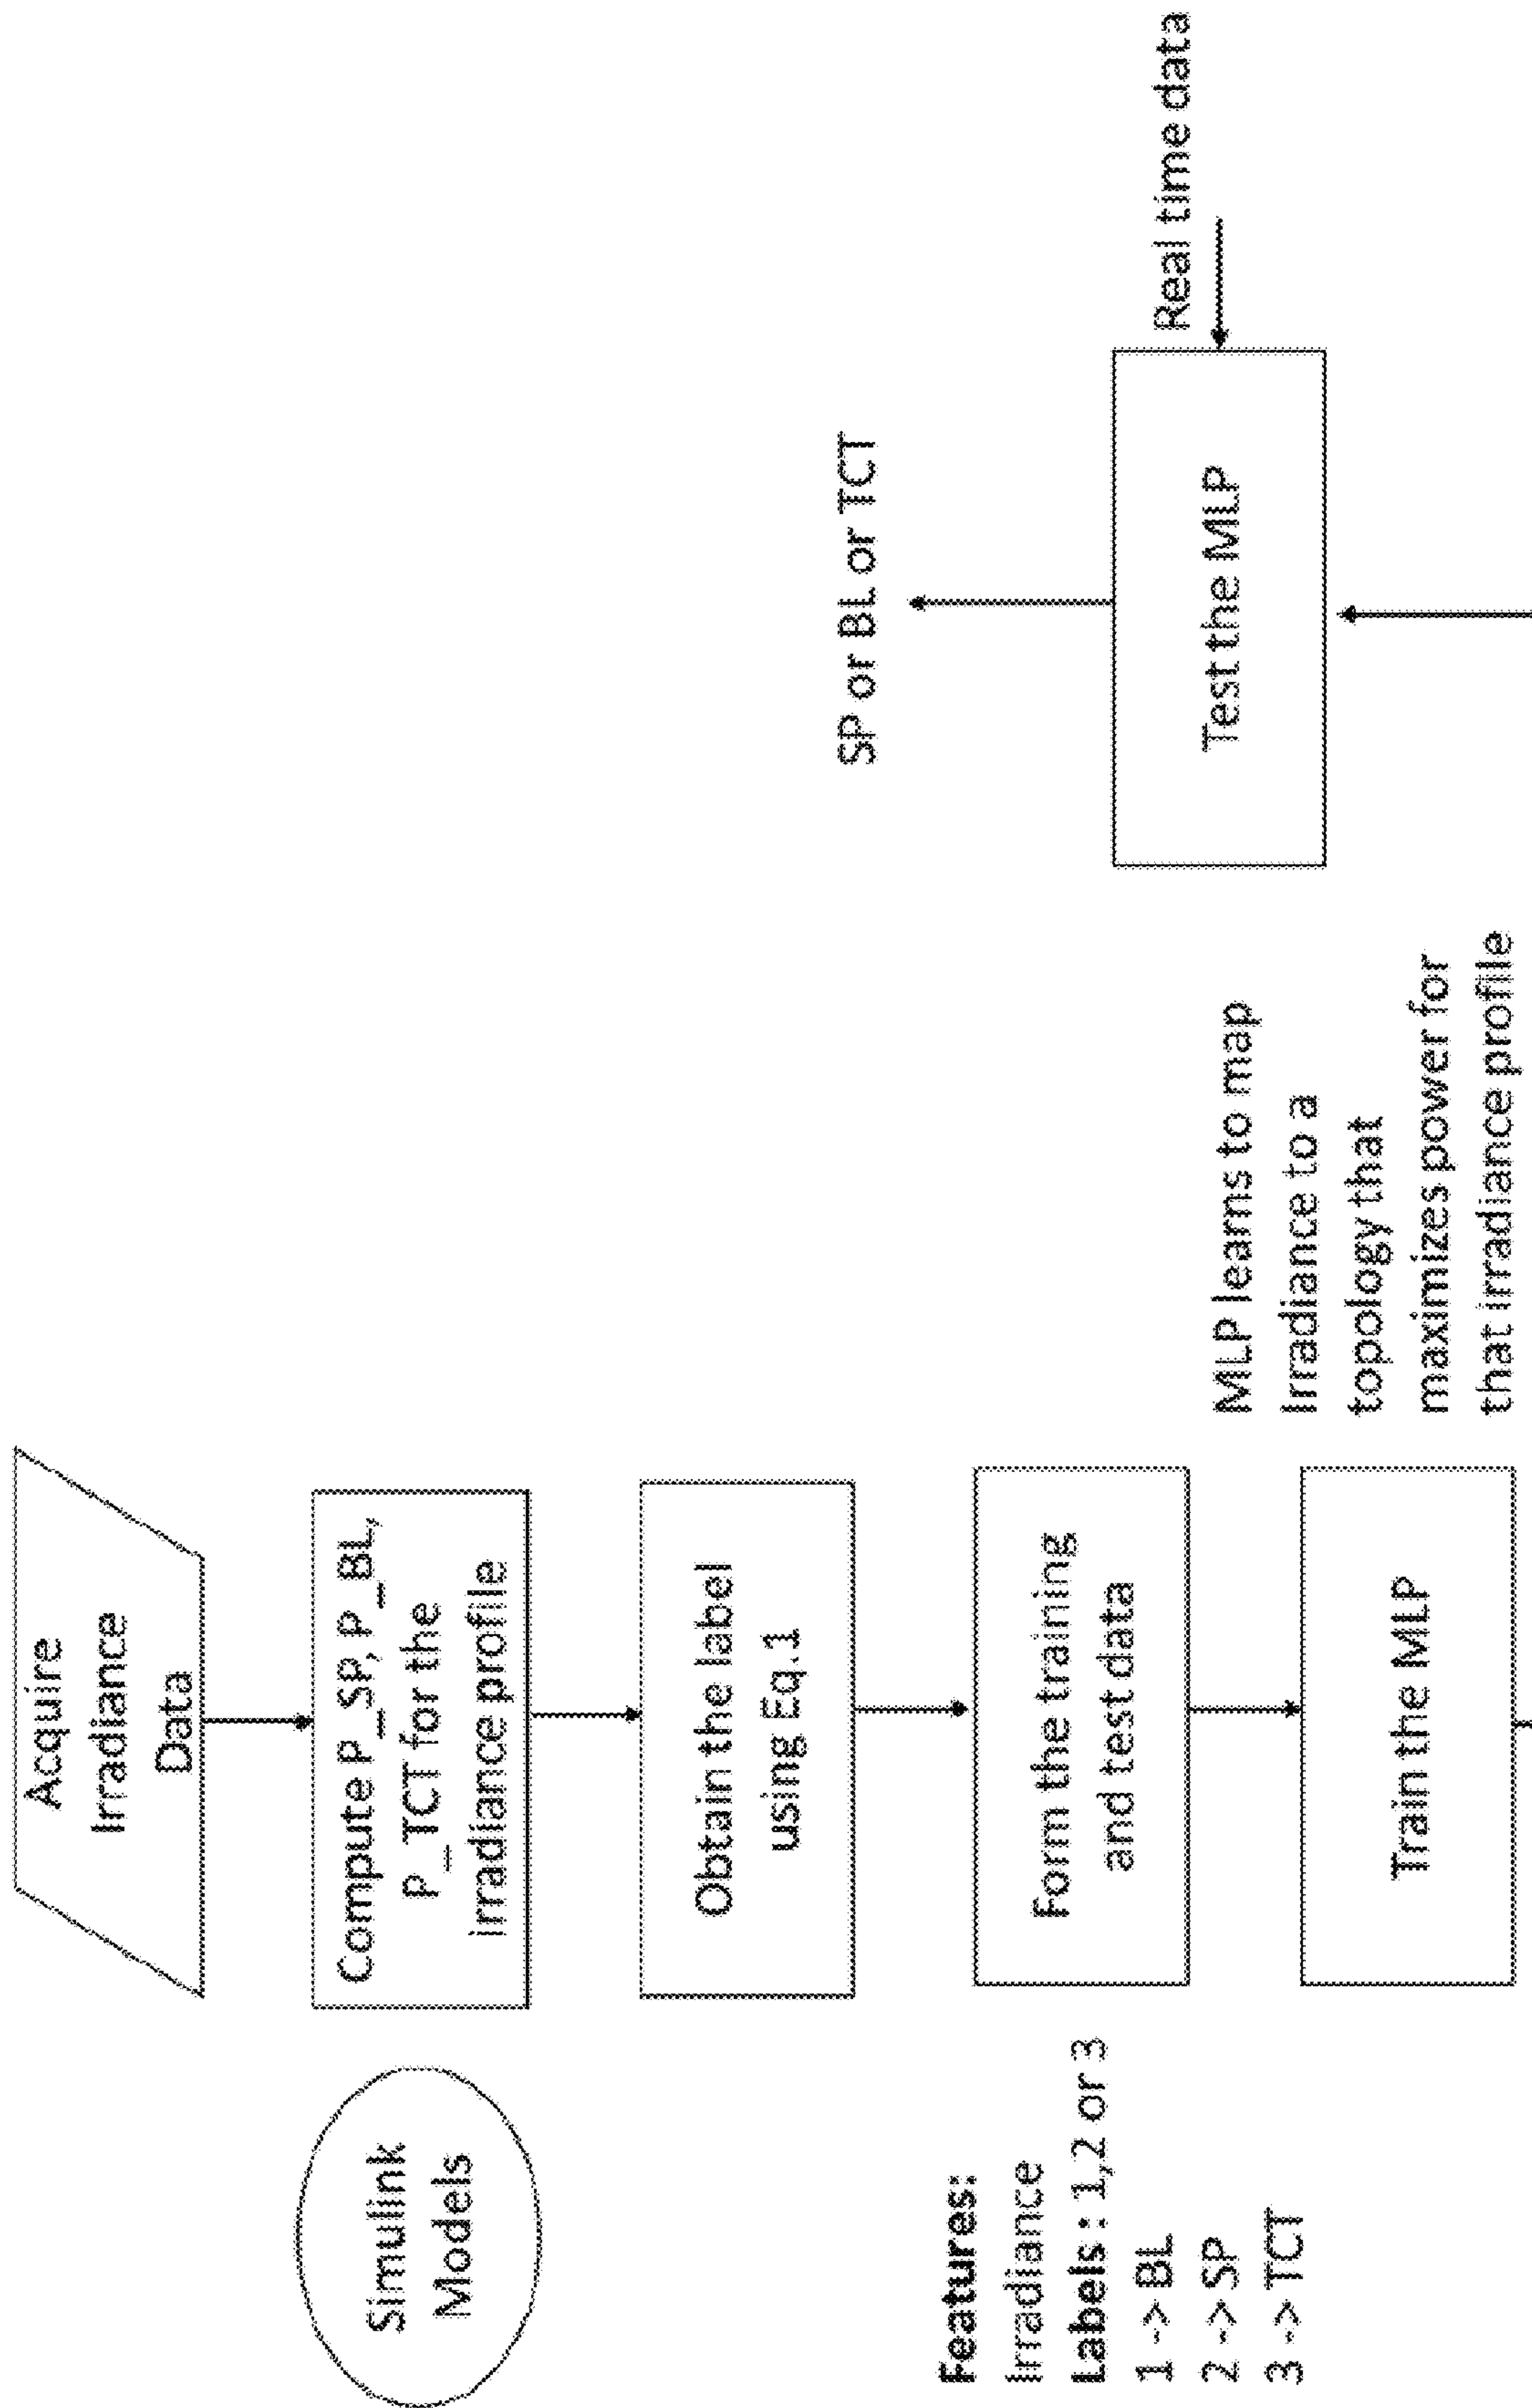 Acquire
Irradiance
Data
Simulink
Models
Compute P_SP, P_BL,
P_TCT for the
irradiance profile
Obtain the label
using Eq.1
Features:
Irradiance
Labels : 1,2 or 3
1 -> BL
2 -> SP
3 -> TCT
Form the training
and test data
Train the MLP
MLP learns to map
Irradiance to a
topology that
maximizes power for
that irradiance profile
SP or BL or TCT
Test the MLP
Real time data